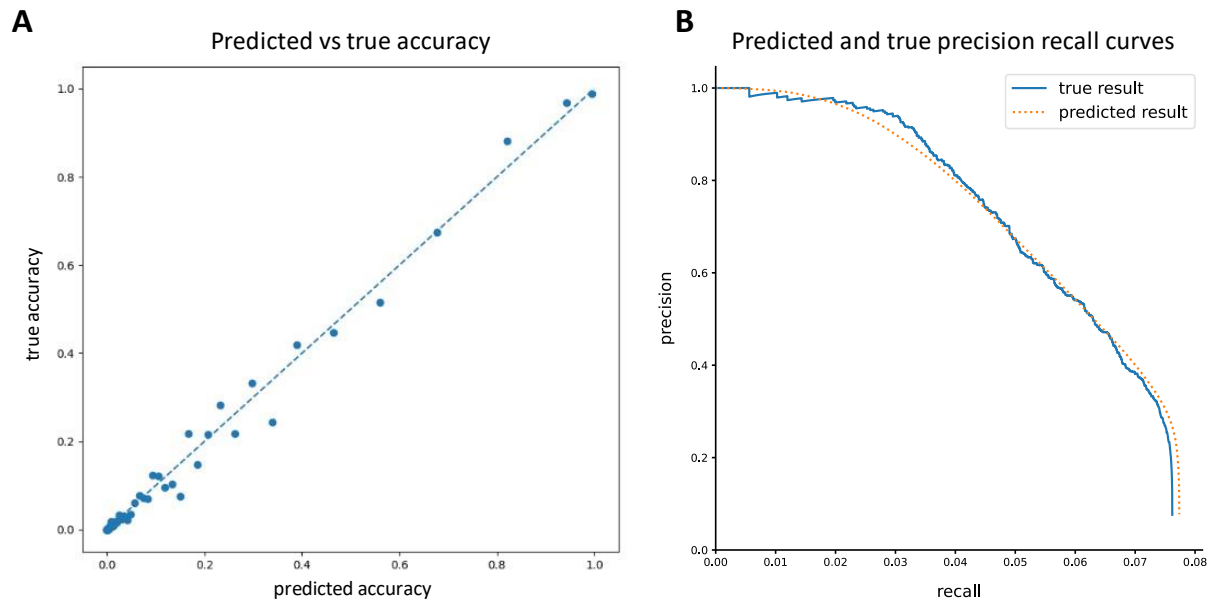 A
Predicted vs true accuracy
1.0
0.8
0.6
0.4
0.2
0.0
true accuracy
0.0 0.2 0.4 0.6 0.8 1.0
predicted accuracy
B
Predicted and true precision recall curves
true result
predicted result
1.0
0.8
0.6
0.4
0.2
0.0
precision
0.00 0.01 0.02 0.03 0.04 0.05 0.06 0.07 0.08
recall